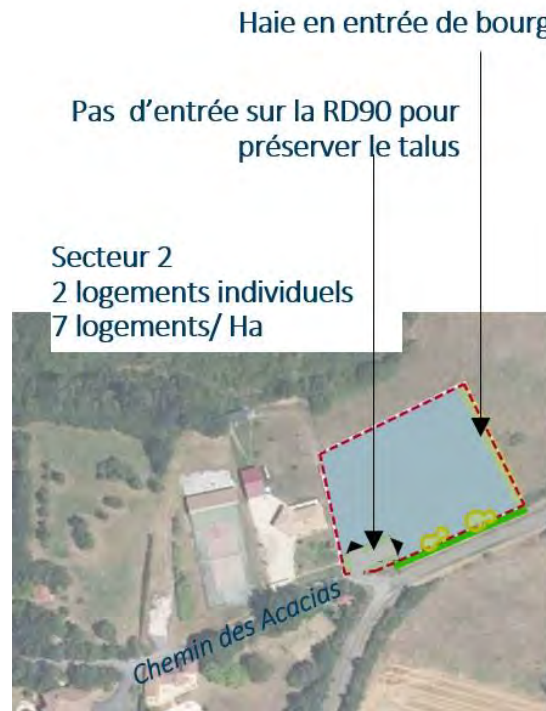 Haie en entrée de bourg
Pas d'entrée sur la RD90 pour
préserver le talus
Secteur 2
2 logements individuels
7 logements/ Ha
Chemin des Acacias